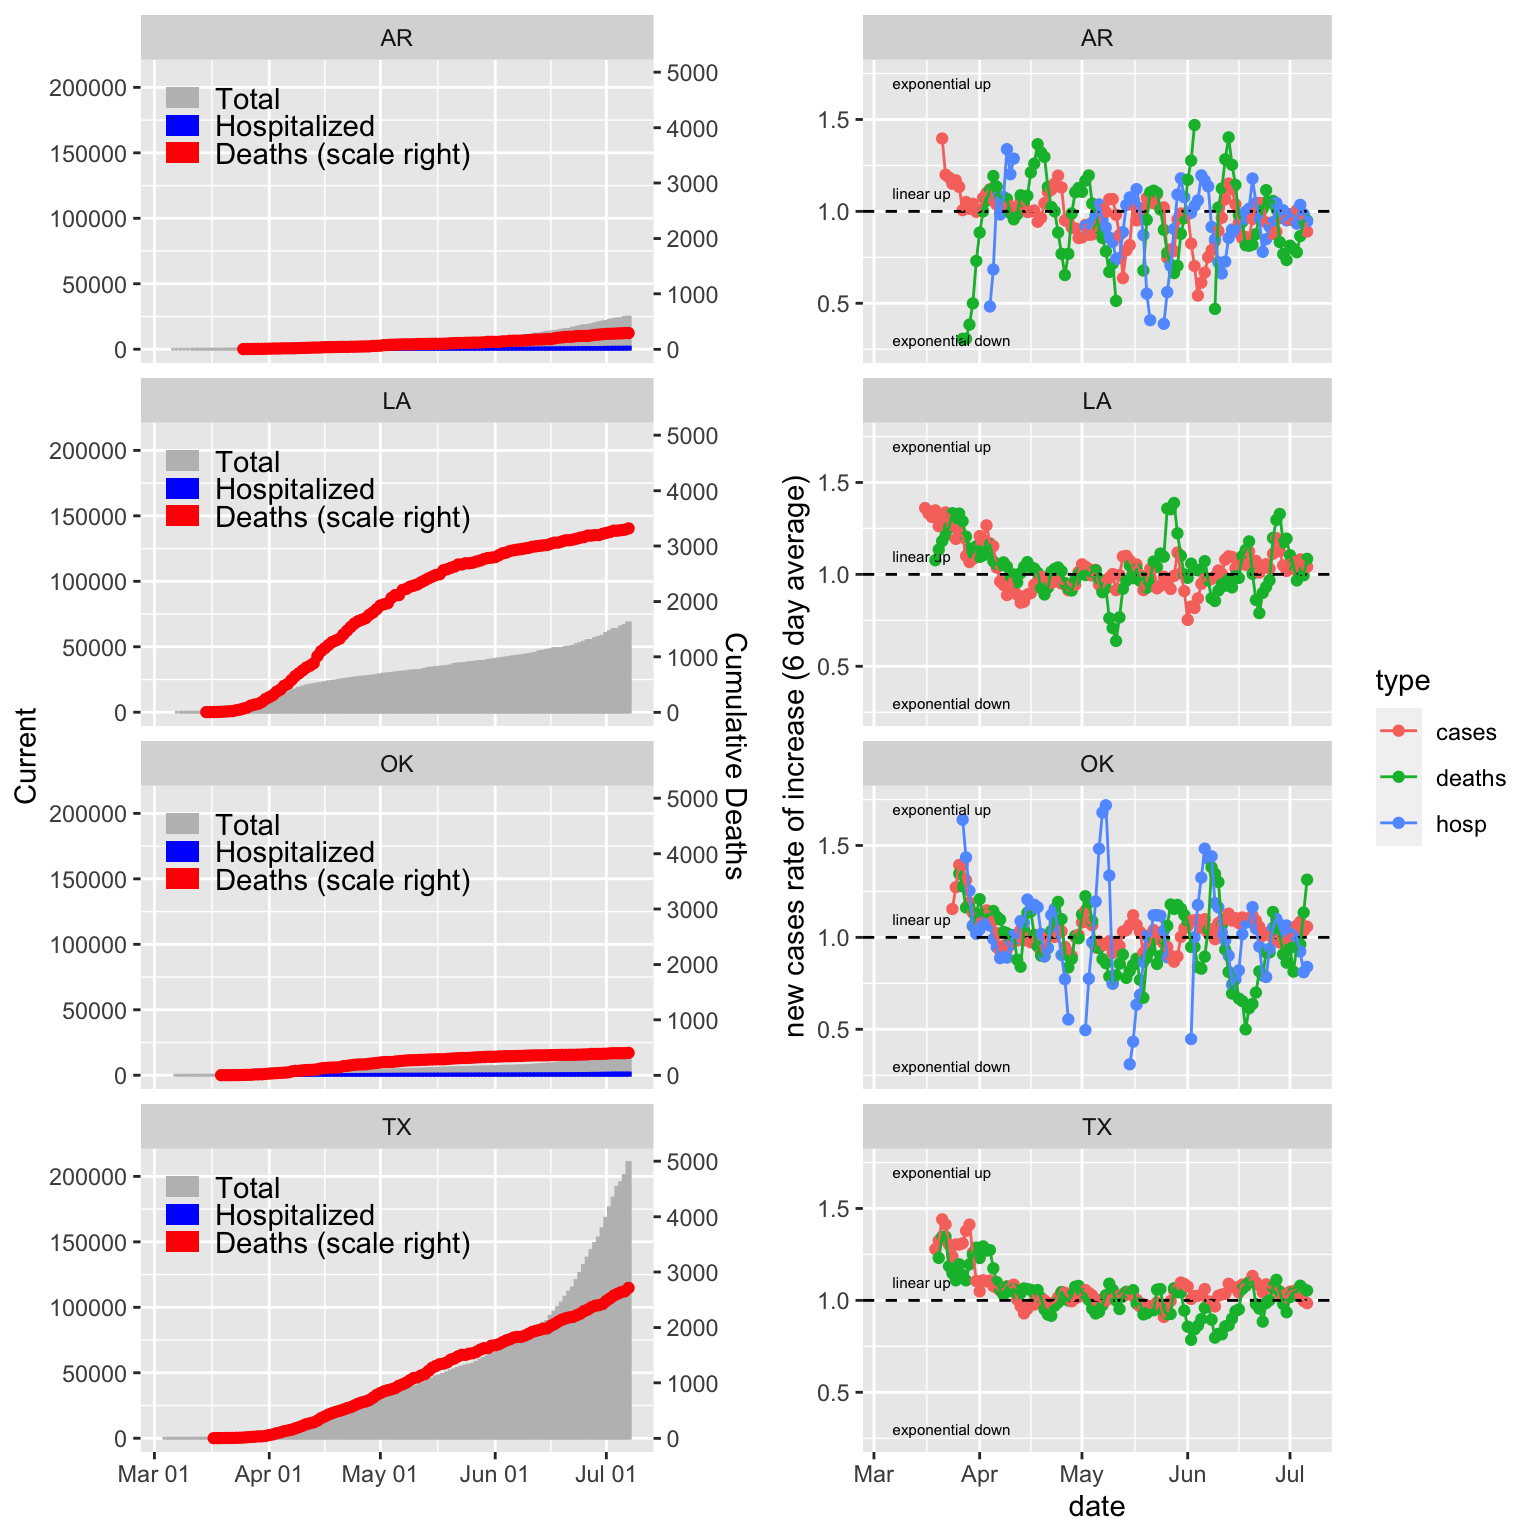 AR
200000
150000
100000
50000
0
5000
4000
3000
2000
1000
0
Total
Hospitalized
Deaths (scale right)
LA
200000
150000
100000
50000
0
5000
4000
3000
2000
1000
0
Total
Hospitalized
Deaths (scale right)
OK
200000
150000
100000
50000
0
5000
4000
3000
2000
1000
0
Total
Hospitalized
Deaths (scale right)
TX
200000
150000
100000
50000
0
5000
4000
3000
2000
1000
0
Total
Hospitalized
Deaths (scale right)
Mar 01
Apr 01
May 01
Jun 01
Jul 01
Current
Cumulative Deaths
AR
1.5
1.0
0.5
exponential up
linear up
exponential down
LA
1.5
1.0
0.5
exponential up
linear up
exponential down
OK
1.5
1.0
0.5
exponential up
linear up
exponential down
TX
1.5
1.0
0.5
exponential up
linear up
exponential down
Mar
Apr
May
Jun
Jul
date
new cases rate of increase (6 day average)
type
cases
deaths
hosp